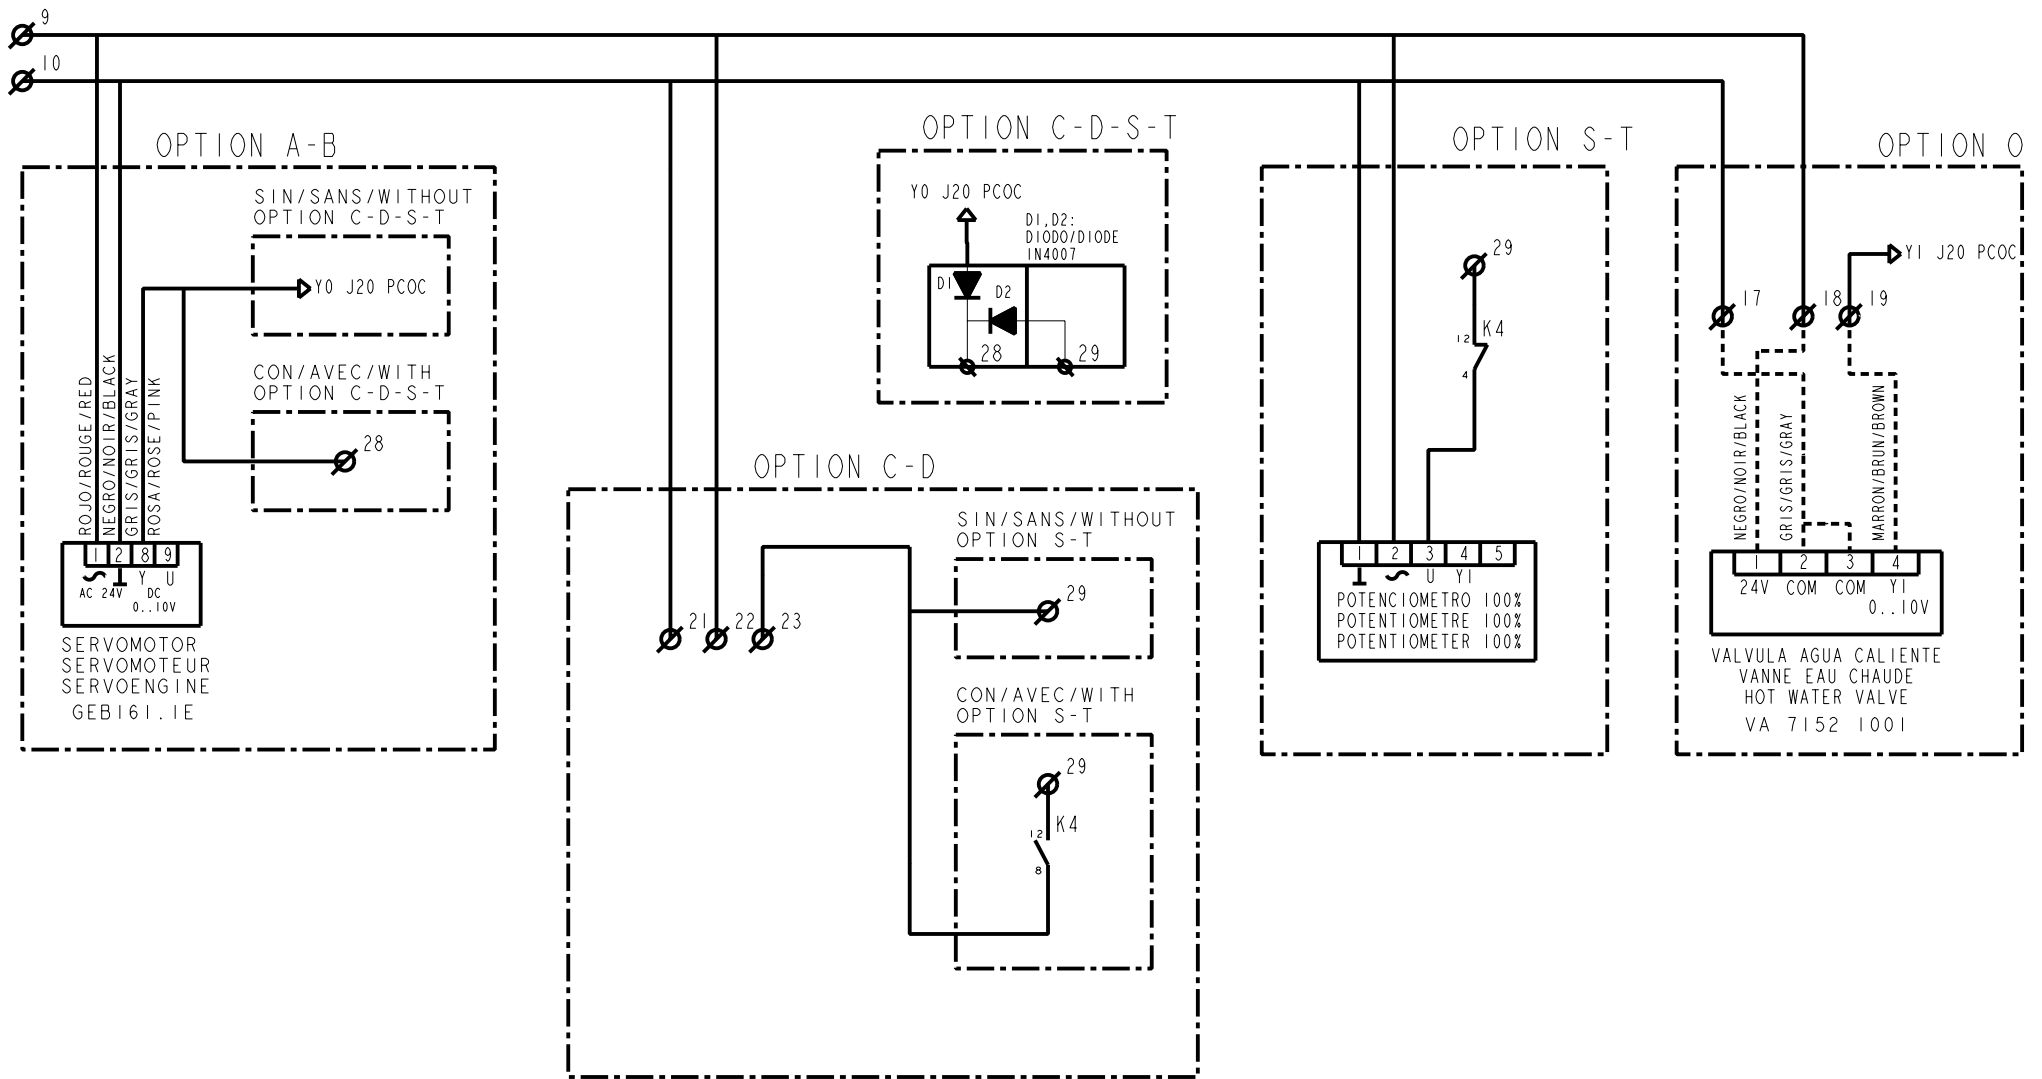 9
10
OPTION A-B
SIN/SANS/WITHOUT
OPTION C-D-S-T
Y0 J20 PCOC
CON/AVEC/WITH
OPTION C-D-S-T
28
ROJO/ROUGE/RED
NEGRO/NOIR/BLACK
GRIS/GRIS/GRAY
ROSA/ROSE/PINK
1 2 8 9
Y U
AC 24V DC
0..10V
SERVOMOTOR
SERVOMOTEUR
SERVOENGINE
GEB161.1E
OPTION C-D-S-T
Y0 J20 PCOC
D1,D2:
DIODO/DIODE
1N4007
D1
D2
28
29
OPTION C-D
SIN/SANS/WITHOUT
OPTION S-T
29
21 22 23
CON/AVEC/WITH
OPTION S-T
29
12
K4
8
OPTION S-T
29
12
K4
4
1 2 3 4 5
U Y1
POTENCIOMETRO 100%
POTENTIOMETRE 100%
POTENTIOMETER 100%
OPTION O
Y1 J20 PCOC
17 18 19
NEGRO/NOIR/BLACK
GRIS/GRIS/GRAY
MARRON/BRUN/BROWN
1 2 3 4
24V COM COM Y1
0..10V
VALVULA AGUA CALIENTE
VANNE EAU CHAUDE
HOT WATER VALVE
VA 7152 1001